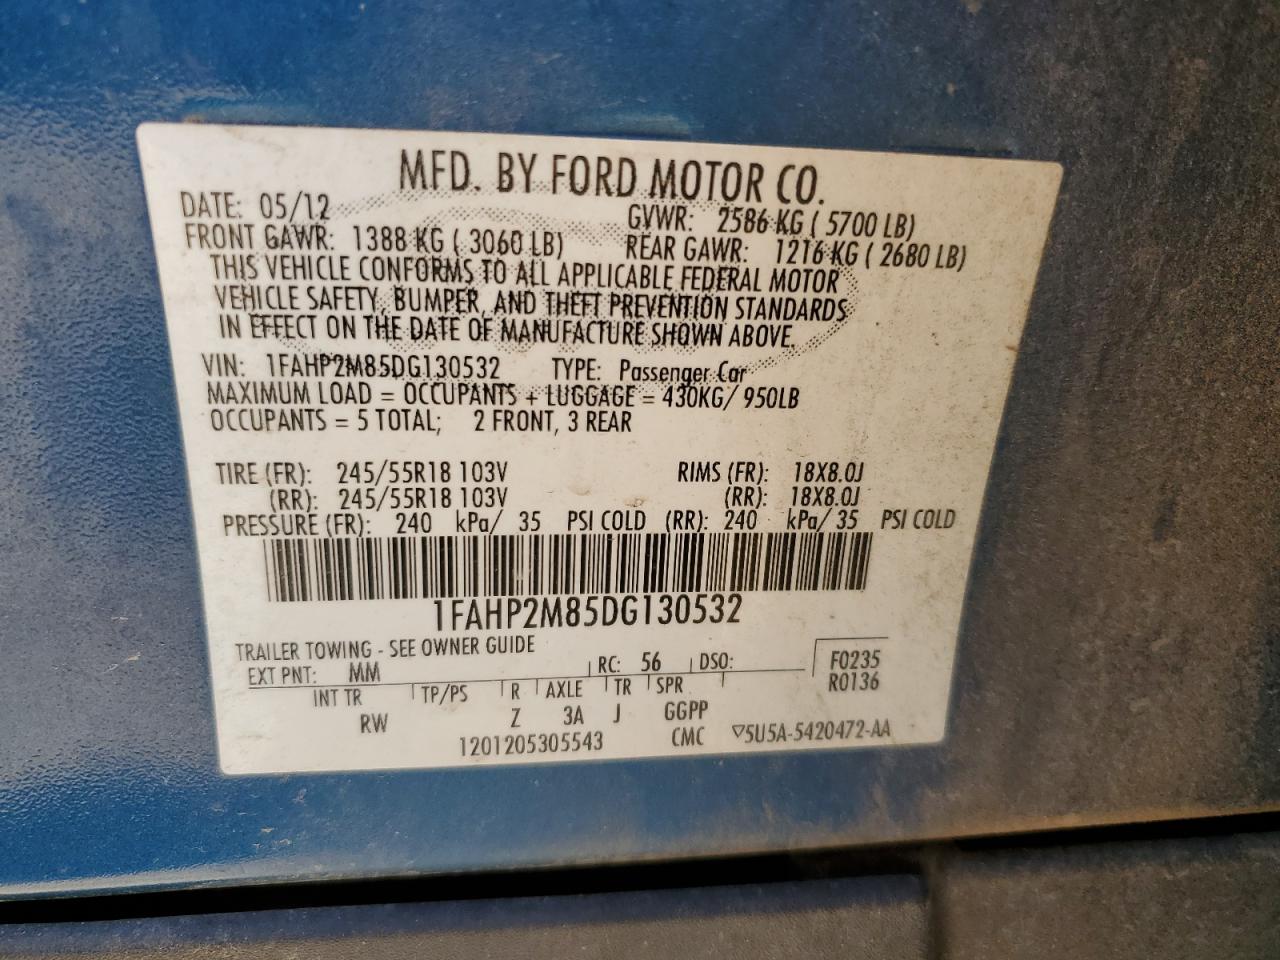 MFD. BY FORD MOTOR CO.
DATE: 05/12 GVWR: 2586 KG ( 5700 LB)
FRONT GAWR: 1388 KG ( 3060 LB) REAR GAWR: 1216 KG ( 2680 LB)
THIS VEHICLE CONFORMS TO ALL APPLICABLE FEDERAL MOTOR
VEHICLE SAFETY, BUMPER, AND THEFT PREVENTION STANDARDS
IN EFFECT ON THE DATE OF MANUFACTURE SHOWN ABOVE.
VIN: 1FAHP2M85DG130532 TYPE: Passenger Car
MAXIMUM LOAD = OCCUPANTS + LUGGAGE = 430KG/ 950LB
OCCUPANTS = 5 TOTAL; 2 FRONT, 3 REAR
TIRE (FR): 245/55R18 103V RIMS (FR): 18X8.0J
(RR): 245/55R18 103V (RR): 18X8.0J
PRESSURE (FR): 240 kPa/ 35 PSI COLD (RR): 240 kPa/ 35 PSI COLD
1FAHP2M85DG130532
TRAILER TOWING - SEE OWNER GUIDE
EXT PNT: MM RC: 56 DSO: F0235
INT TR TP/PS R AXLE TR SPR R0136
RW Z 3A J GGPP
1201205305543 CMC ▽5U5A-5420472-AA